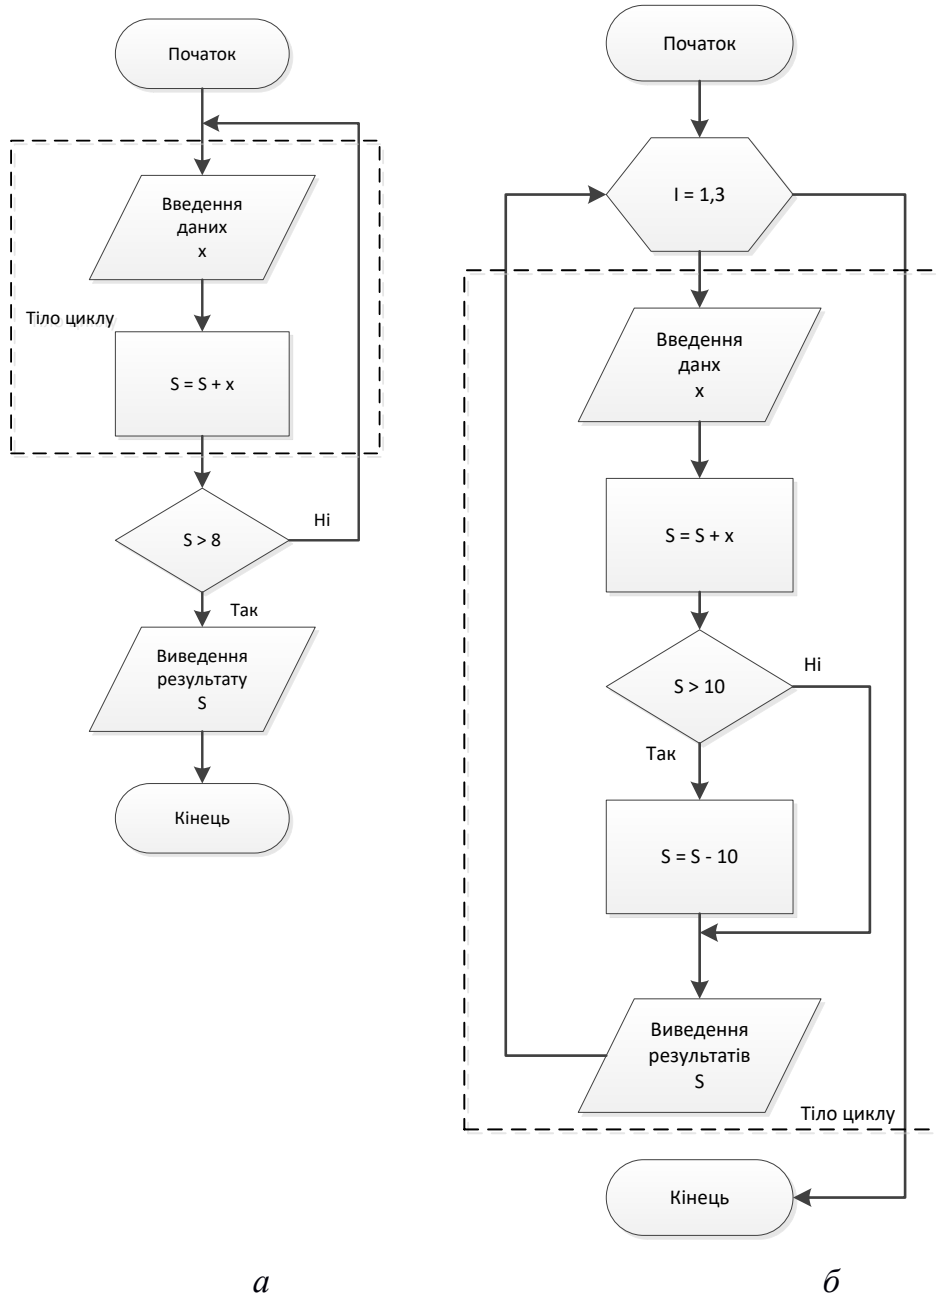 Початок
Введення
даних
x
Тіло циклу
S = S + x
S > 8
Ні
Так
Виведення
результату
S
Кінець
а
Початок
I = 1,3
Введення
данх
x
S = S + x
S > 10
Ні
Так
S = S - 10
Виведення
результатів
S
Тіло циклу
Кінець
б